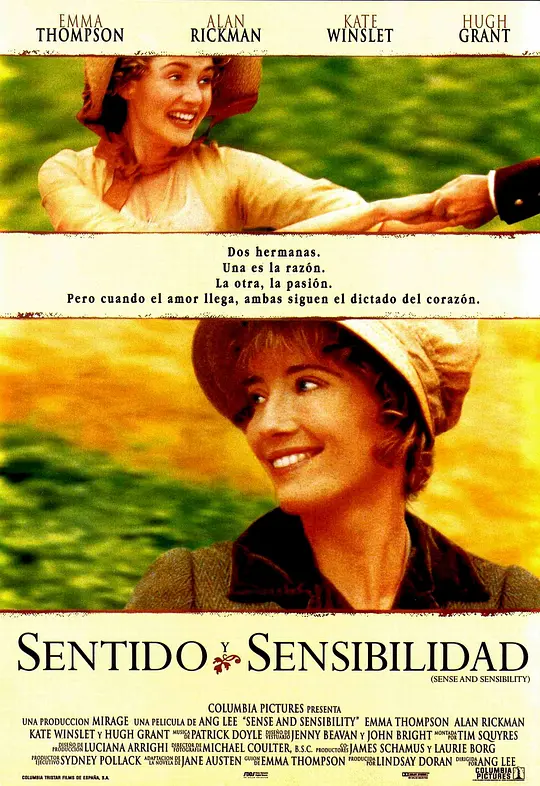 EMMA THOMPSON
ALAN RICKMAN
KATE WINSLET
HUGH GRANT
Dos hermanas.
Una es la razón.
La otra, la pasión.
Pero cuando el amor llega, ambas siguen el dictado del corazón.
SENTIDO Y SENSIBILIDAD
(SENSE AND SENSIBILITY)
COLUMBIA PICTURES PRESENTA
UNA PRODUCCION MIRAGE UNA PELICULA DE ANG LEE "SENSE AND SENSIBILITY" EMMA THOMPSON ALAN RICKMAN
KATE WINSLET Y HUGH GRANT MUSICA DE PATRICK DOYLE DISEÑO DE VESTUARIO JENNY BEAVAN Y JOHN BRIGHT MONTADA POR TIM SQUYRES
DISEÑO DE PRODUCCION LUCIANA ARRIGHI DIRECTOR DE FOTOGRAFIA MICHAEL COULTER, B.S.C. CO-PRODUCTORES JAMES SCHAMUS Y LAURIE BORG
PRODUCTOR EJECUTIVO SYDNEY POLLACK ADAPTACION DE LA NOVELA DE JANE AUSTEN GUION DE EMMA THOMPSON PRODUCIDA POR LINDSAY DORAN DIRIGIDA POR ANG LEE
COLUMBIA TRISTAR FILMS DE ESPAÑA, S.A.
COLUMBIA PICTURES